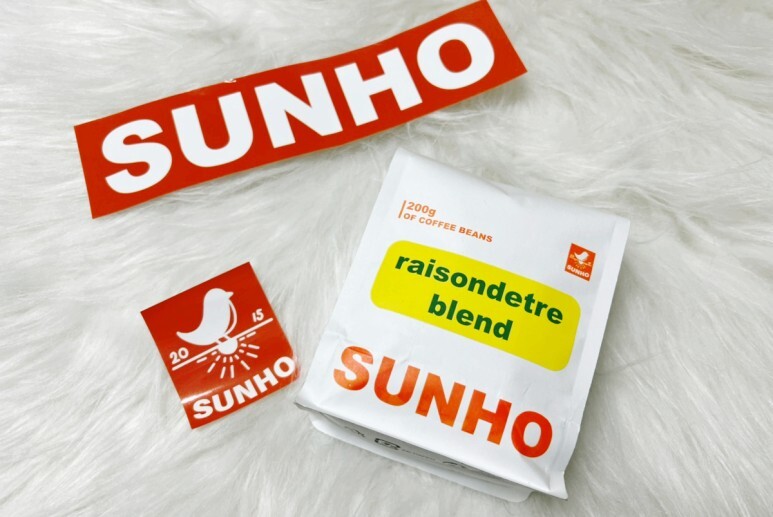 SUNHO
200g
OF COFFEE BEANS
SUNHO
raisondetre
blend
SUNHO
20 15
SUNHO